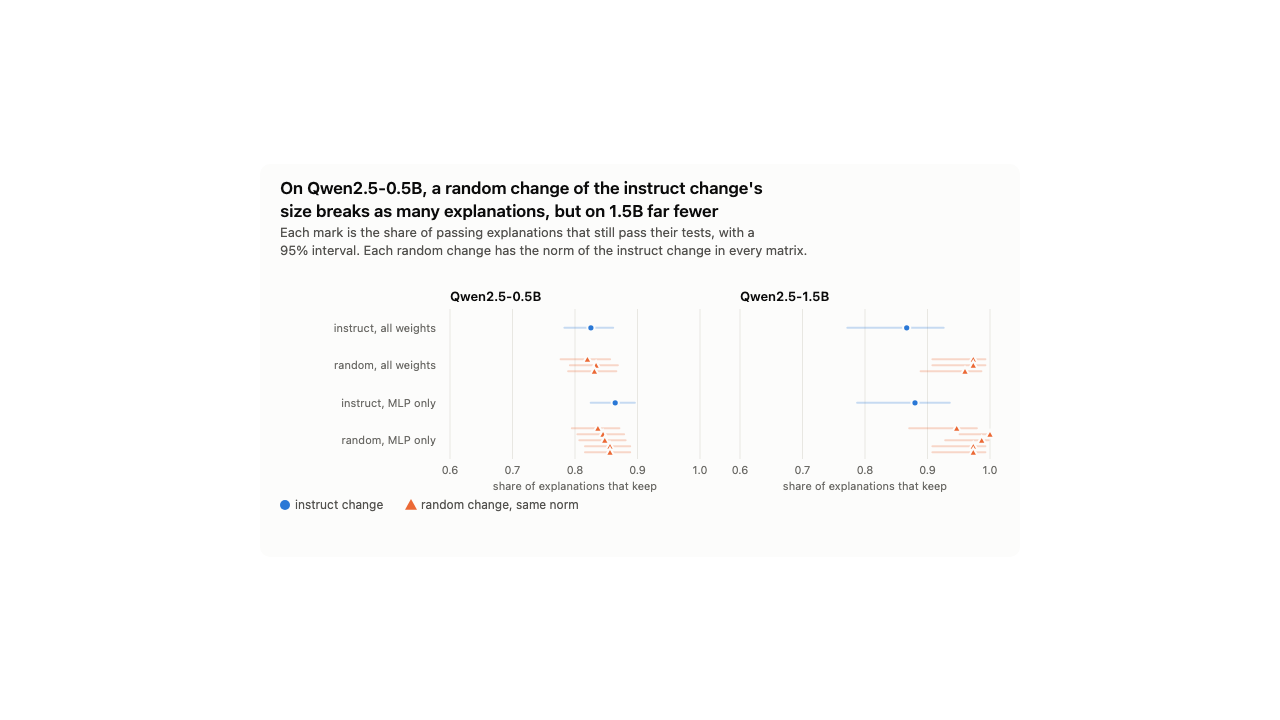 On Qwen2.5-0.5B, a random change of the instruct change's
size breaks as many explanations, but on 1.5B far fewer
Each mark is the share of passing explanations that still pass their tests, with a
95% interval. Each random change has the norm of the instruct change in every matrix.
Qwen2.5-0.5B
Qwen2.5-1.5B
instruct, all weights
random, all weights
instruct, MLP only
random, MLP only
0.6 0.7 0.8 0.9 1.0
0.6 0.7 0.8 0.9 1.0
share of explanations that keep
share of explanations that keep
instruct change
random change, same norm